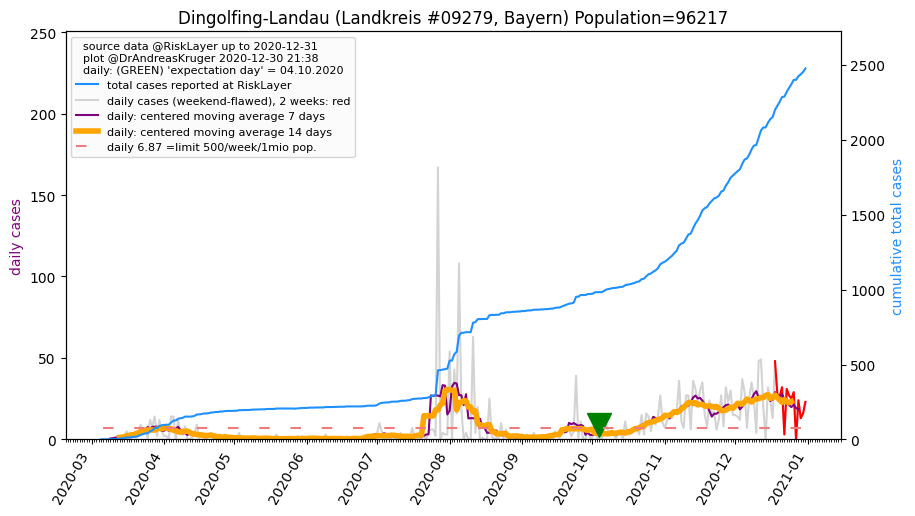 Dingolfing-Landau (Landkreis #09279, Bayern) Population=96217
source data @RiskLayer up to 2020-12-31
plot @DrAndreasKruger 2020-12-30 21:38
daily: (GREEN) 'expectation day' = 04.10.2020
total cases reported at RiskLayer
daily cases (weekend-flawed), 2 weeks: red
daily: centered moving average 7 days
daily: centered moving average 14 days
daily 6.87 =limit 500/week/1mio pop.
daily cases
250
200
150
100
50
0
cumulative total cases
2500
2000
1500
1000
500
0
2020-03
2020-04
2020-05
2020-06
2020-07
2020-08
2020-09
2020-10
2020-11
2020-12
2021-01